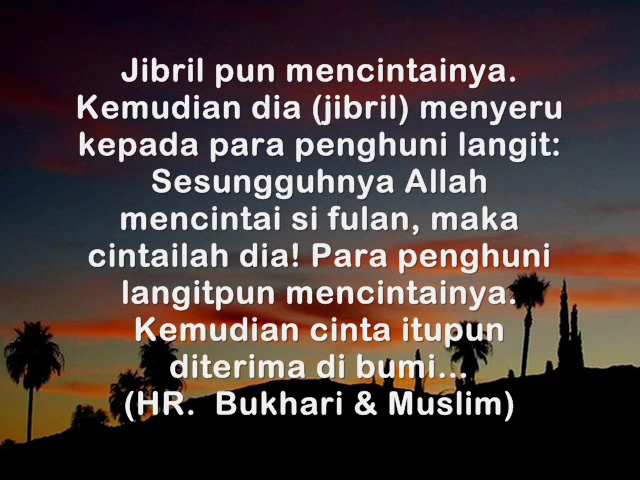 Jibril pun mencintainya.
Kemudian dia (jibril) menyeru
kepada para penghuni langit:
Sesungguhnya Allah
mencintai si fulan, maka
cintailah dia! Para penghuni
langitpun mencintainya.
Kemudian cinta itupun
diterima di bumi...
(HR.  Bukhari & Muslim)